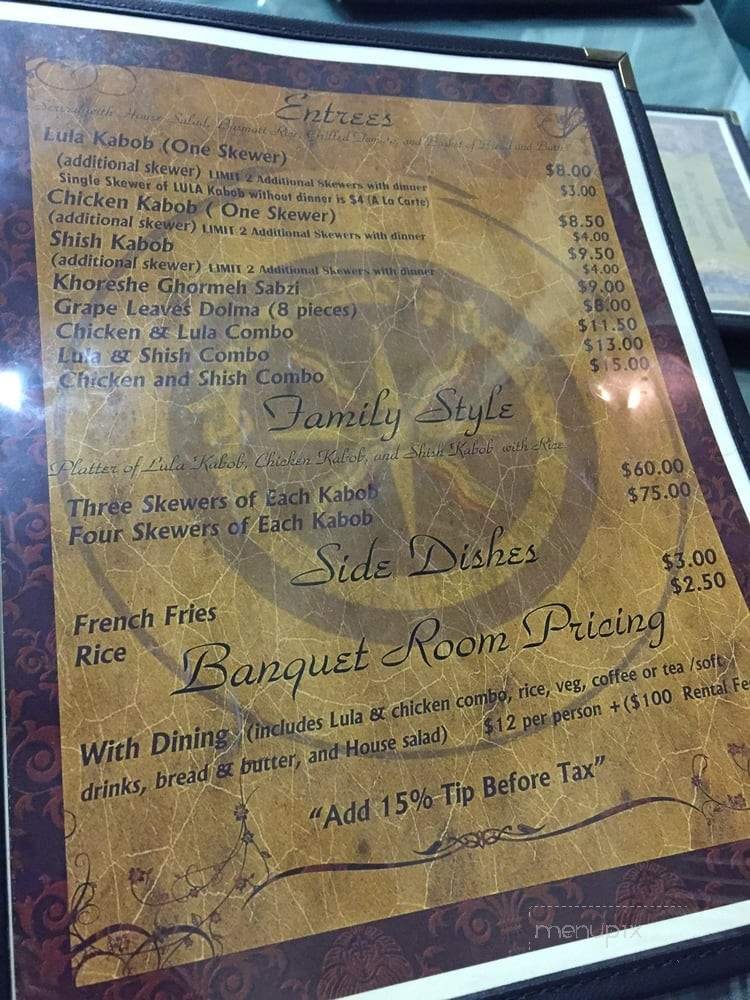 Entrees
Served with House Salad, Basmati Rice, Grilled Tomato, and Basket of Bread and Butter
Lula Kabob (One Skewer) $8.00
(additional skewer) LIMIT 2 Additional Skewers with dinner $3.00
Single Skewer of LULA Kabob without dinner is $4 (A La Carte)
Chicken Kabob ( One Skewer) $8.50
(additional skewer) LIMIT 2 Additional Skewers with dinner $4.00
Shish Kabob $9.50
(additional skewer) LIMIT 2 Additional Skewers with dinner $4.00
Khoreshe Ghormeh Sabzi $9.00
Grape Leaves Dolma (8 pieces) $8.00
Chicken & Lula Combo $11.50
Lula & Shish Combo $13.00
Chicken and Shish Combo $15.00
Family Style
Platter of Lula Kabob, Chicken Kabob, and Shish Kabob with Rice
Three Skewers of Each Kabob $60.00
Four Skewers of Each Kabob $75.00
Side Dishes
French Fries $3.00
Rice $2.50
Banquet Room Pricing
With Dining (includes Lula & chicken combo, rice, veg, coffee or tea /soft
drinks, bread & butter, and House salad) $12 per person + ($100 Rental Fe
"Add 15% Tip Before Tax"
menupix